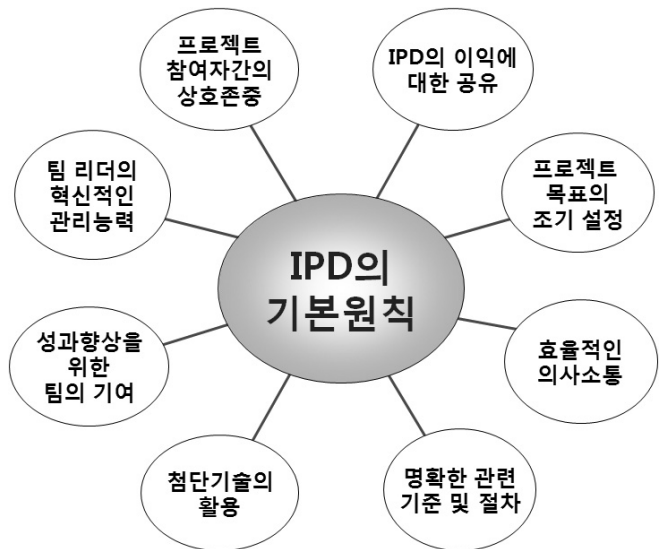 프로젝트
참여자간의
상호존중
IPD의 이익에
대한 공유
팀 리더의
혁신적인
관리능력
프로젝트
목표의
조기 설정
IPD의
기본원칙
성과향상을
위한
팀의 기여
효율적인
의사소통
첨단기술의
활용
명확한 관련
기준 및 절차